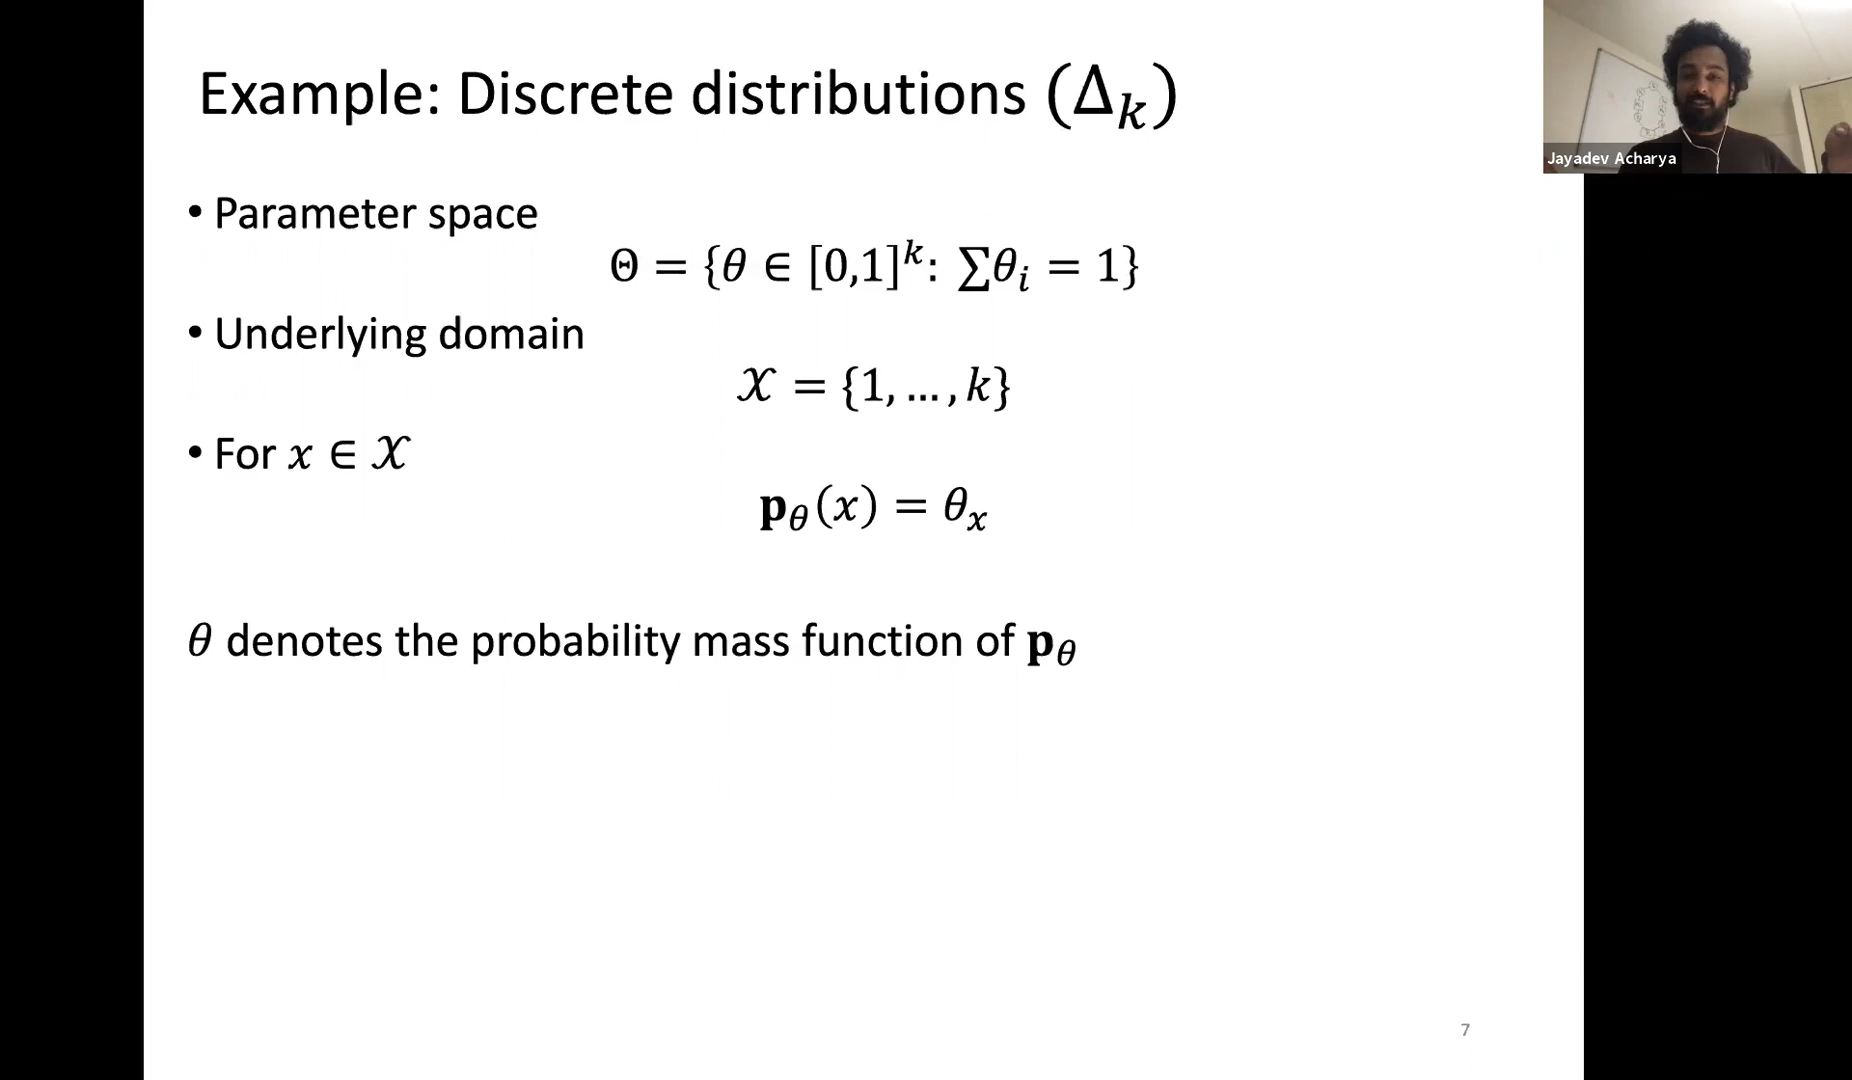 Example: Discrete distributions (Δ_k)
Jayadev Acharya
• Parameter space
Θ = {θ ∈ [0,1]^k: ∑θ_i = 1}
• Underlying domain
𝒳 = {1, … , k}
• For x ∈ 𝒳
𝐩_θ(x) = θ_x
θ denotes the probability mass function of 𝐩_θ
7